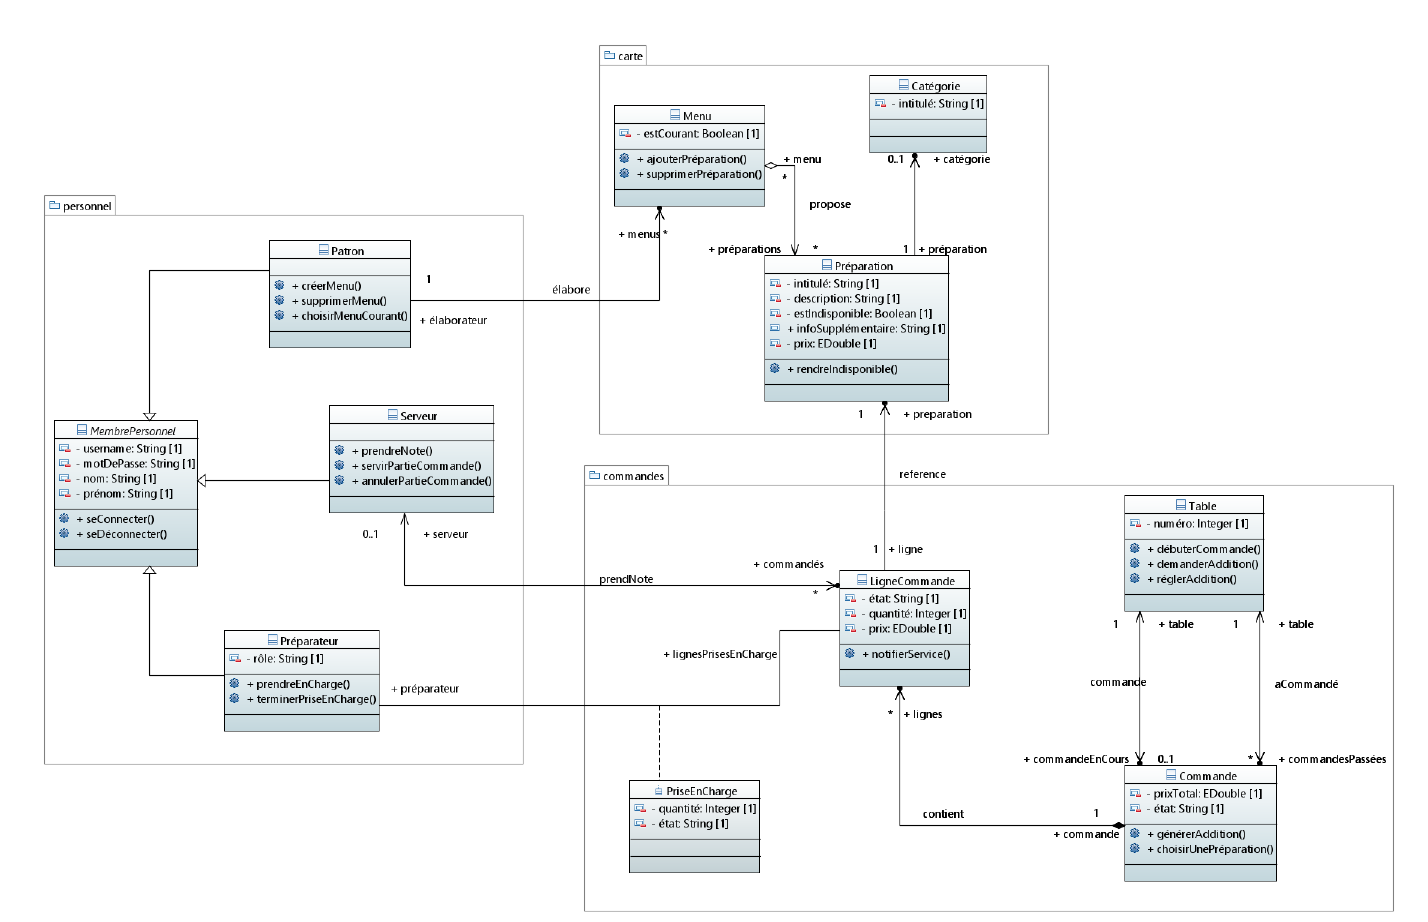 carte
Catégorie
- intitulé: String [1]
Menu
- estCourant: Boolean [1]
+ ajouterPréparation()
+ supprimerPréparation()
+ menu
*
0..1
+ catégorie
propose
+ menus *
+ préparations
*
1
+ préparation
Préparation
- intitulé: String [1]
- description: String [1]
- estIndisponible: Boolean [1]
+ infoSupplémentaire: String [1]
- prix: EDouble [1]
+ rendreIndisponible()
1
+ preparation
personnel
Patron
+ créerMenu()
+ supprimerMenu()
+ choisirMenuCourant()
1
+ élaborateur
élabore
MembrePersonnel
- username: String [1]
- motDePasse: String [1]
- nom: String [1]
- prénom: String [1]
+ seConnecter()
+ seDéconnecter()
Serveur
+ prendreNote()
+ servirPartieCommande()
+ annulerPartieCommande()
0..1
+ serveur
Préparateur
- rôle: String [1]
+ prendreEnCharge()
+ terminerPriseEnCharge()
+ préparateur
commandes
reference
1
+ ligne
+ commandés
*
prendNote
LigneCommande
- état: String [1]
- quantité: Integer [1]
- prix: EDouble [1]
+ notifierService()
+ lignesPrisesEnCharge
*
+ lignes
Table
- numéro: Integer [1]
+ débuterCommande()
+ demanderAddition()
+ réglerAddition()
1
+ table
1
+ table
commande
aCommandé
+ commandeEnCours
0..1
*
+ commandesPassées
Commande
- prixTotal: EDouble [1]
- état: String [1]
+ générerAddition()
+ choisirUnePréparation()
1
+ commande
contient
PriseEnCharge
- quantité: Integer [1]
- état: String [1]